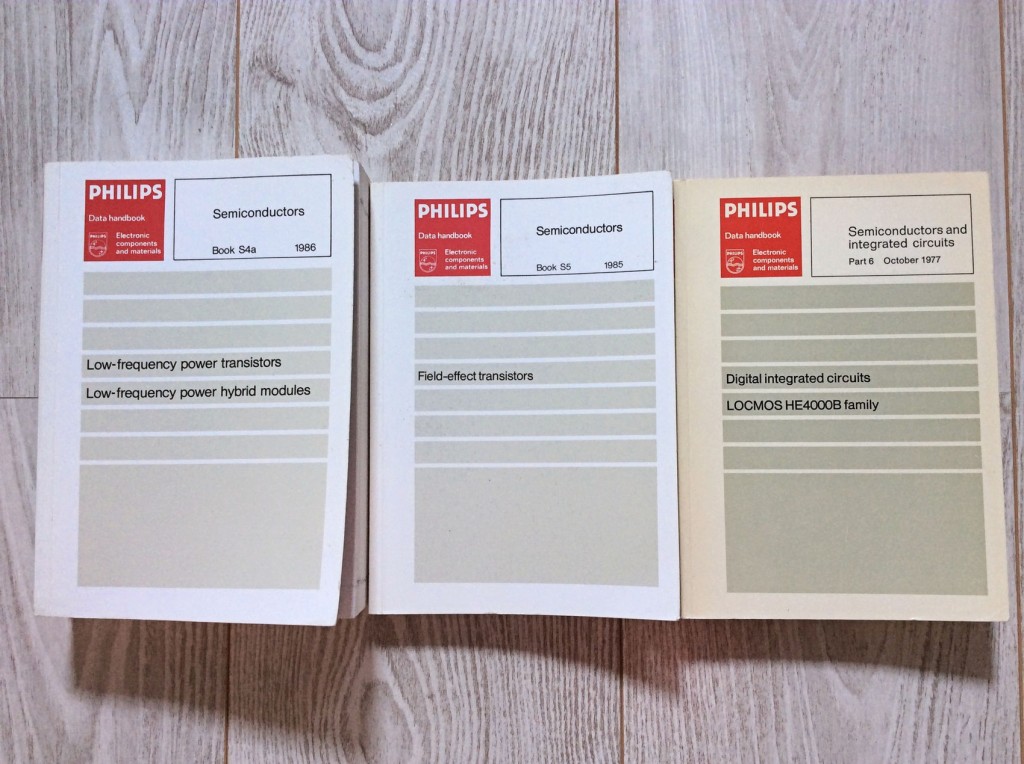 PHILIPS
Data handbook
Electronic
components
and materials
Semiconductors
Book S4a 1986
Low-frequency power transistors
Low-frequency power hybrid modules
PHILIPS
Data handbook
Electronic
components
and materials
Semiconductors
Book S5 1985
Field-effect transistors
PHILIPS
Data handbook
Electronic
components
and materials
Semiconductors and
integrated circuits
Part 6 October 1977
Digital integrated circuits
LOCMOS HE4000B family